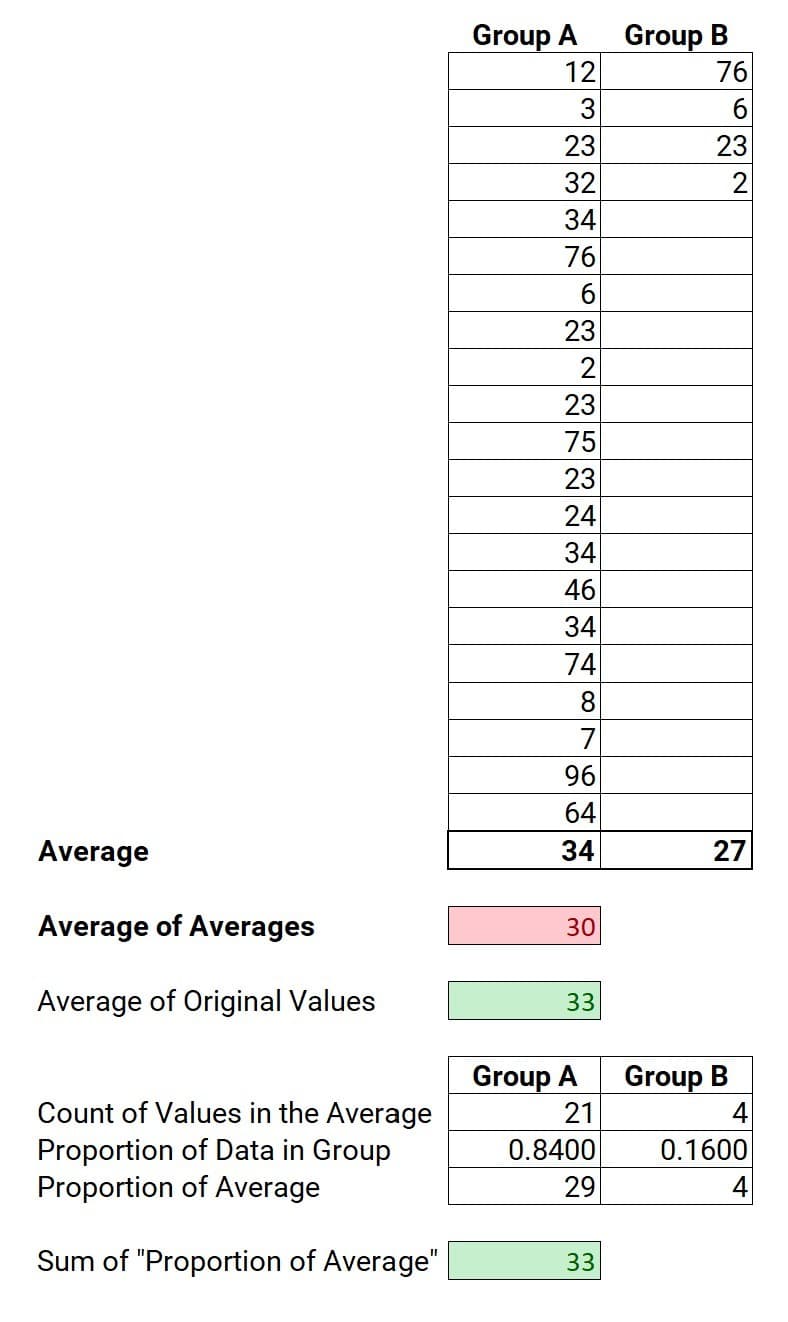 Group A Group B
12 76
3 6
23 23
32 2
34
76
6
23
2
23
75
23
24
34
46
34
74
8
7
96
64
Average 34 27
Average of Averages 30
Average of Original Values 33
Group A Group B
Count of Values in the Average 21 4
Proportion of Data in Group 0.8400 0.1600
Proportion of Average 29 4
Sum of "Proportion of Average" 33